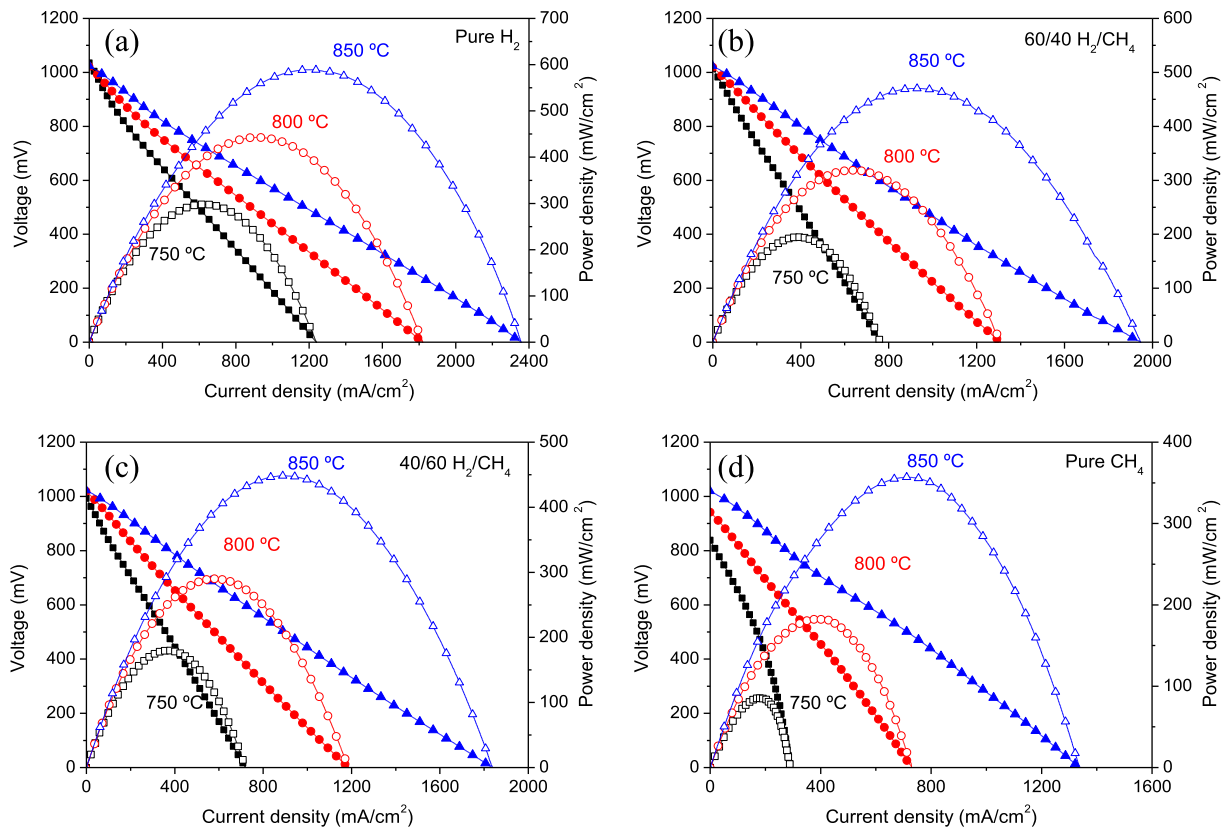 (a)
Pure H2
850 ºC
800 ºC
750 ºC
1200
1000
800
600
400
200
0
Voltage (mV)
700
600
500
400
300
200
100
0
Power density (mW/cm2)
0 400 800 1200 1600 2000 2400
Current density (mA/cm2)
(b)
60/40 H2/CH4
850 ºC
800 ºC
750 ºC
1200
1000
800
600
400
200
0
Voltage (mV)
600
500
400
300
200
100
0
Power density (mW/cm2)
0 400 800 1200 1600 2000
Current density (mA/cm2)
(c)
40/60 H2/CH4
850 ºC
800 ºC
750 ºC
1200
1000
800
600
400
200
0
Voltage (mV)
500
400
300
200
100
0
Power density (mW/cm2)
0 400 800 1200 1600 2000
Current density (mA/cm2)
(d)
Pure CH4
850 ºC
800 ºC
750 ºC
1200
1000
800
600
400
200
0
Voltage (mV)
400
300
200
100
0
Power density (mW/cm2)
0 400 800 1200 1600
Current density (mA/cm2)